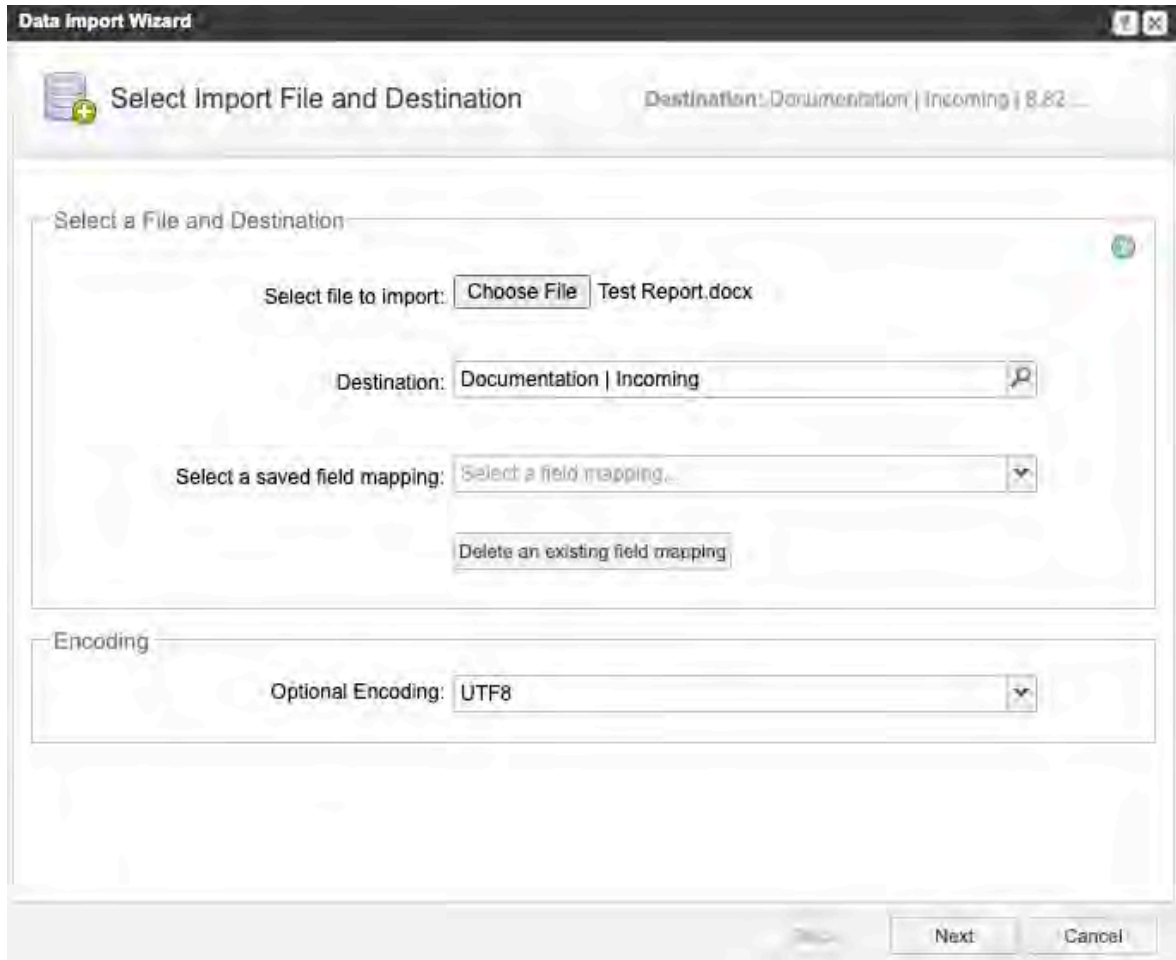 Data Import Wizard
Select Import File and Destination
Destination: Documentation | Incoming | 8.82 ...
Select a File and Destination
Select file to import: Choose File Test Report.docx
Destination: Documentation | Incoming
Select a saved field mapping: Select a field mapping...
Delete an existing field mapping
Encoding
Optional Encoding: UTF8
Next Cancel